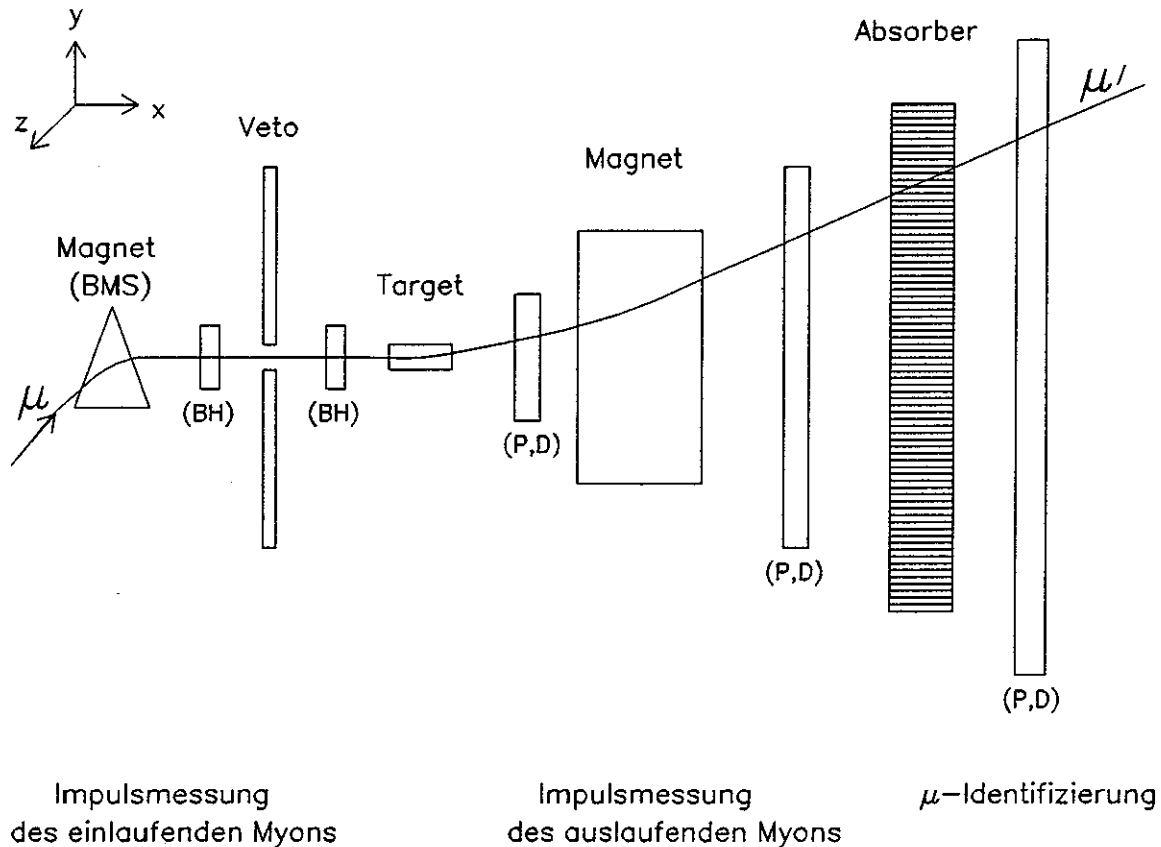 y
x
z
Veto
Absorber
μ'
Magnet
Magnet
(BMS)
Target
μ
(BH)
(BH)
(P,D)
(P,D)
(P,D)
Impulsmessung
des einlaufenden Myons
Impulsmessung
des auslaufenden Myons
μ-Identifizierung